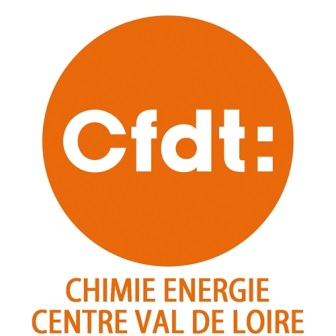 Cfdt:
CHIMIE ENERGIE
CENTRE VAL DE LOIRE